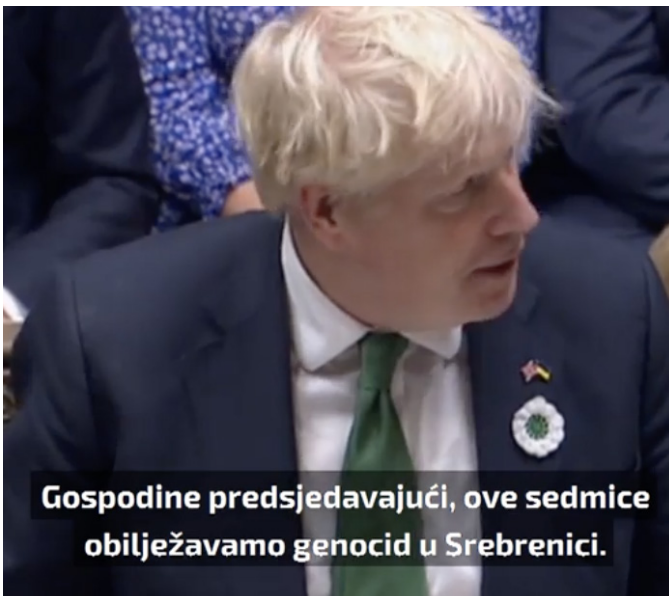 Gospodine predsjedavajući, ove sedmice
obilježavamo genocid u Srebrenici.